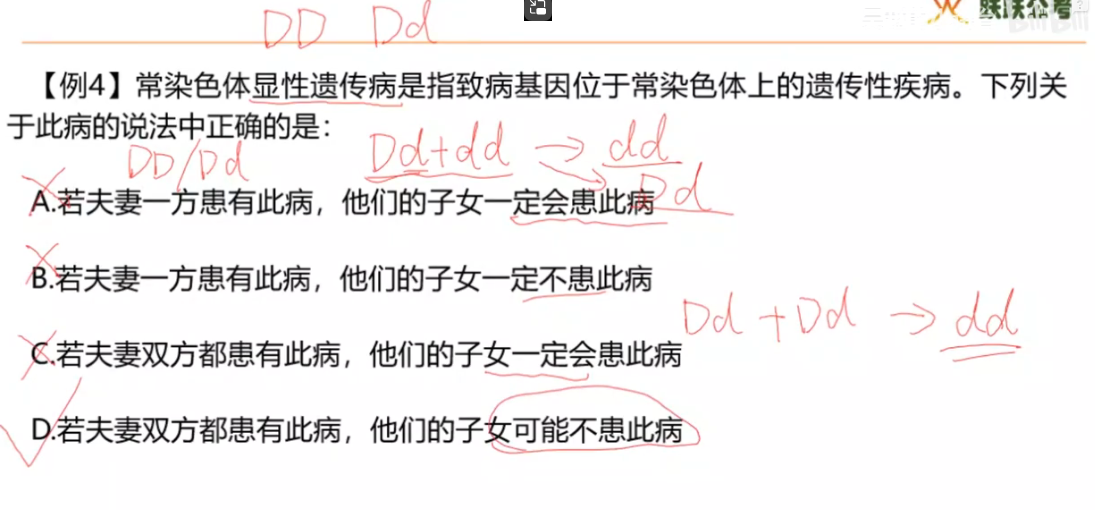 DD Dd
【例4】常染色体显性遗传病是指致病基因位于常染色体上的遗传性疾病。下列关
于此病的说法中正确的是：
DD/Dd
Dd+dd → dd
Dd
A.若夫妻一方患有此病，他们的子女一定会患此病
B.若夫妻一方患有此病，他们的子女一定不患此病
Dd+Dd → dd
C.若夫妻双方都患有此病，他们的子女一定会患此病
D.若夫妻双方都患有此病，他们的子女可能不患此病